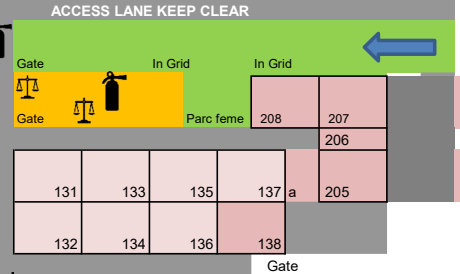 ACCESS LANE KEEP CLEAR
Gate In Grid In Grid
Gate Parc feme 208 207
206
131 133 135 137 a 205
132 134 136 138
Gate